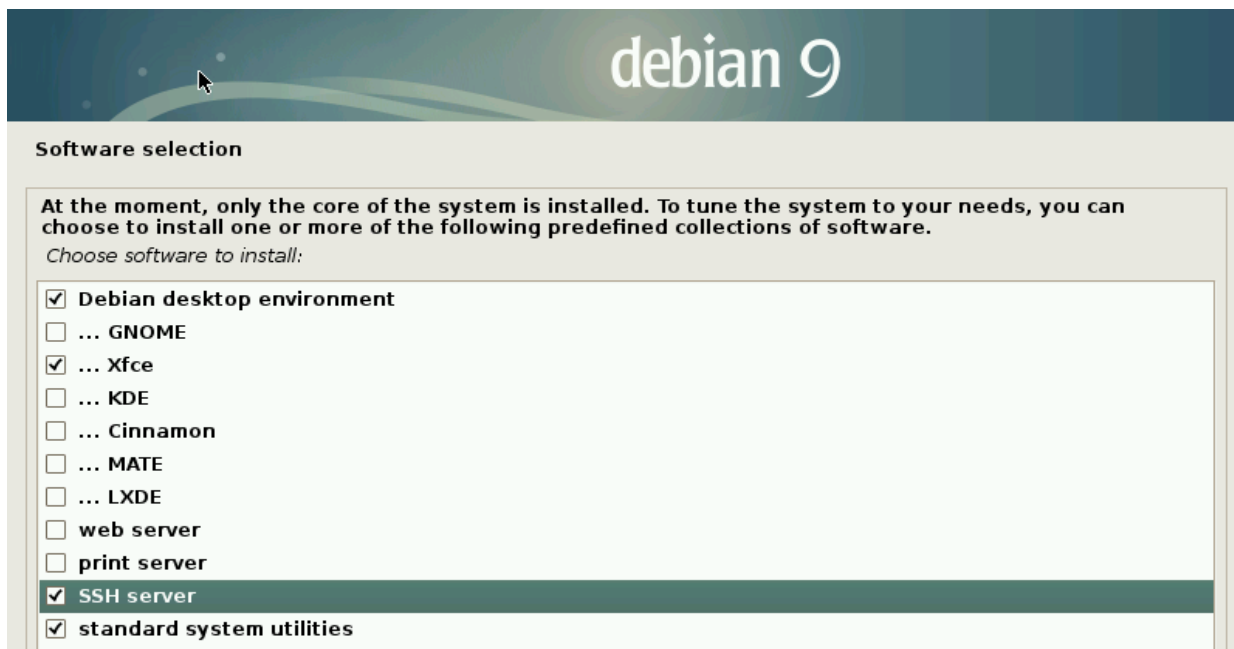 debian 9
Software selection
At the moment, only the core of the system is installed. To tune the system to your needs, you can
choose to install one or more of the following predefined collections of software.
Choose software to install:
Debian desktop environment
... GNOME
... Xfce
... KDE
... Cinnamon
... MATE
... LXDE
web server
print server
SSH server
standard system utilities